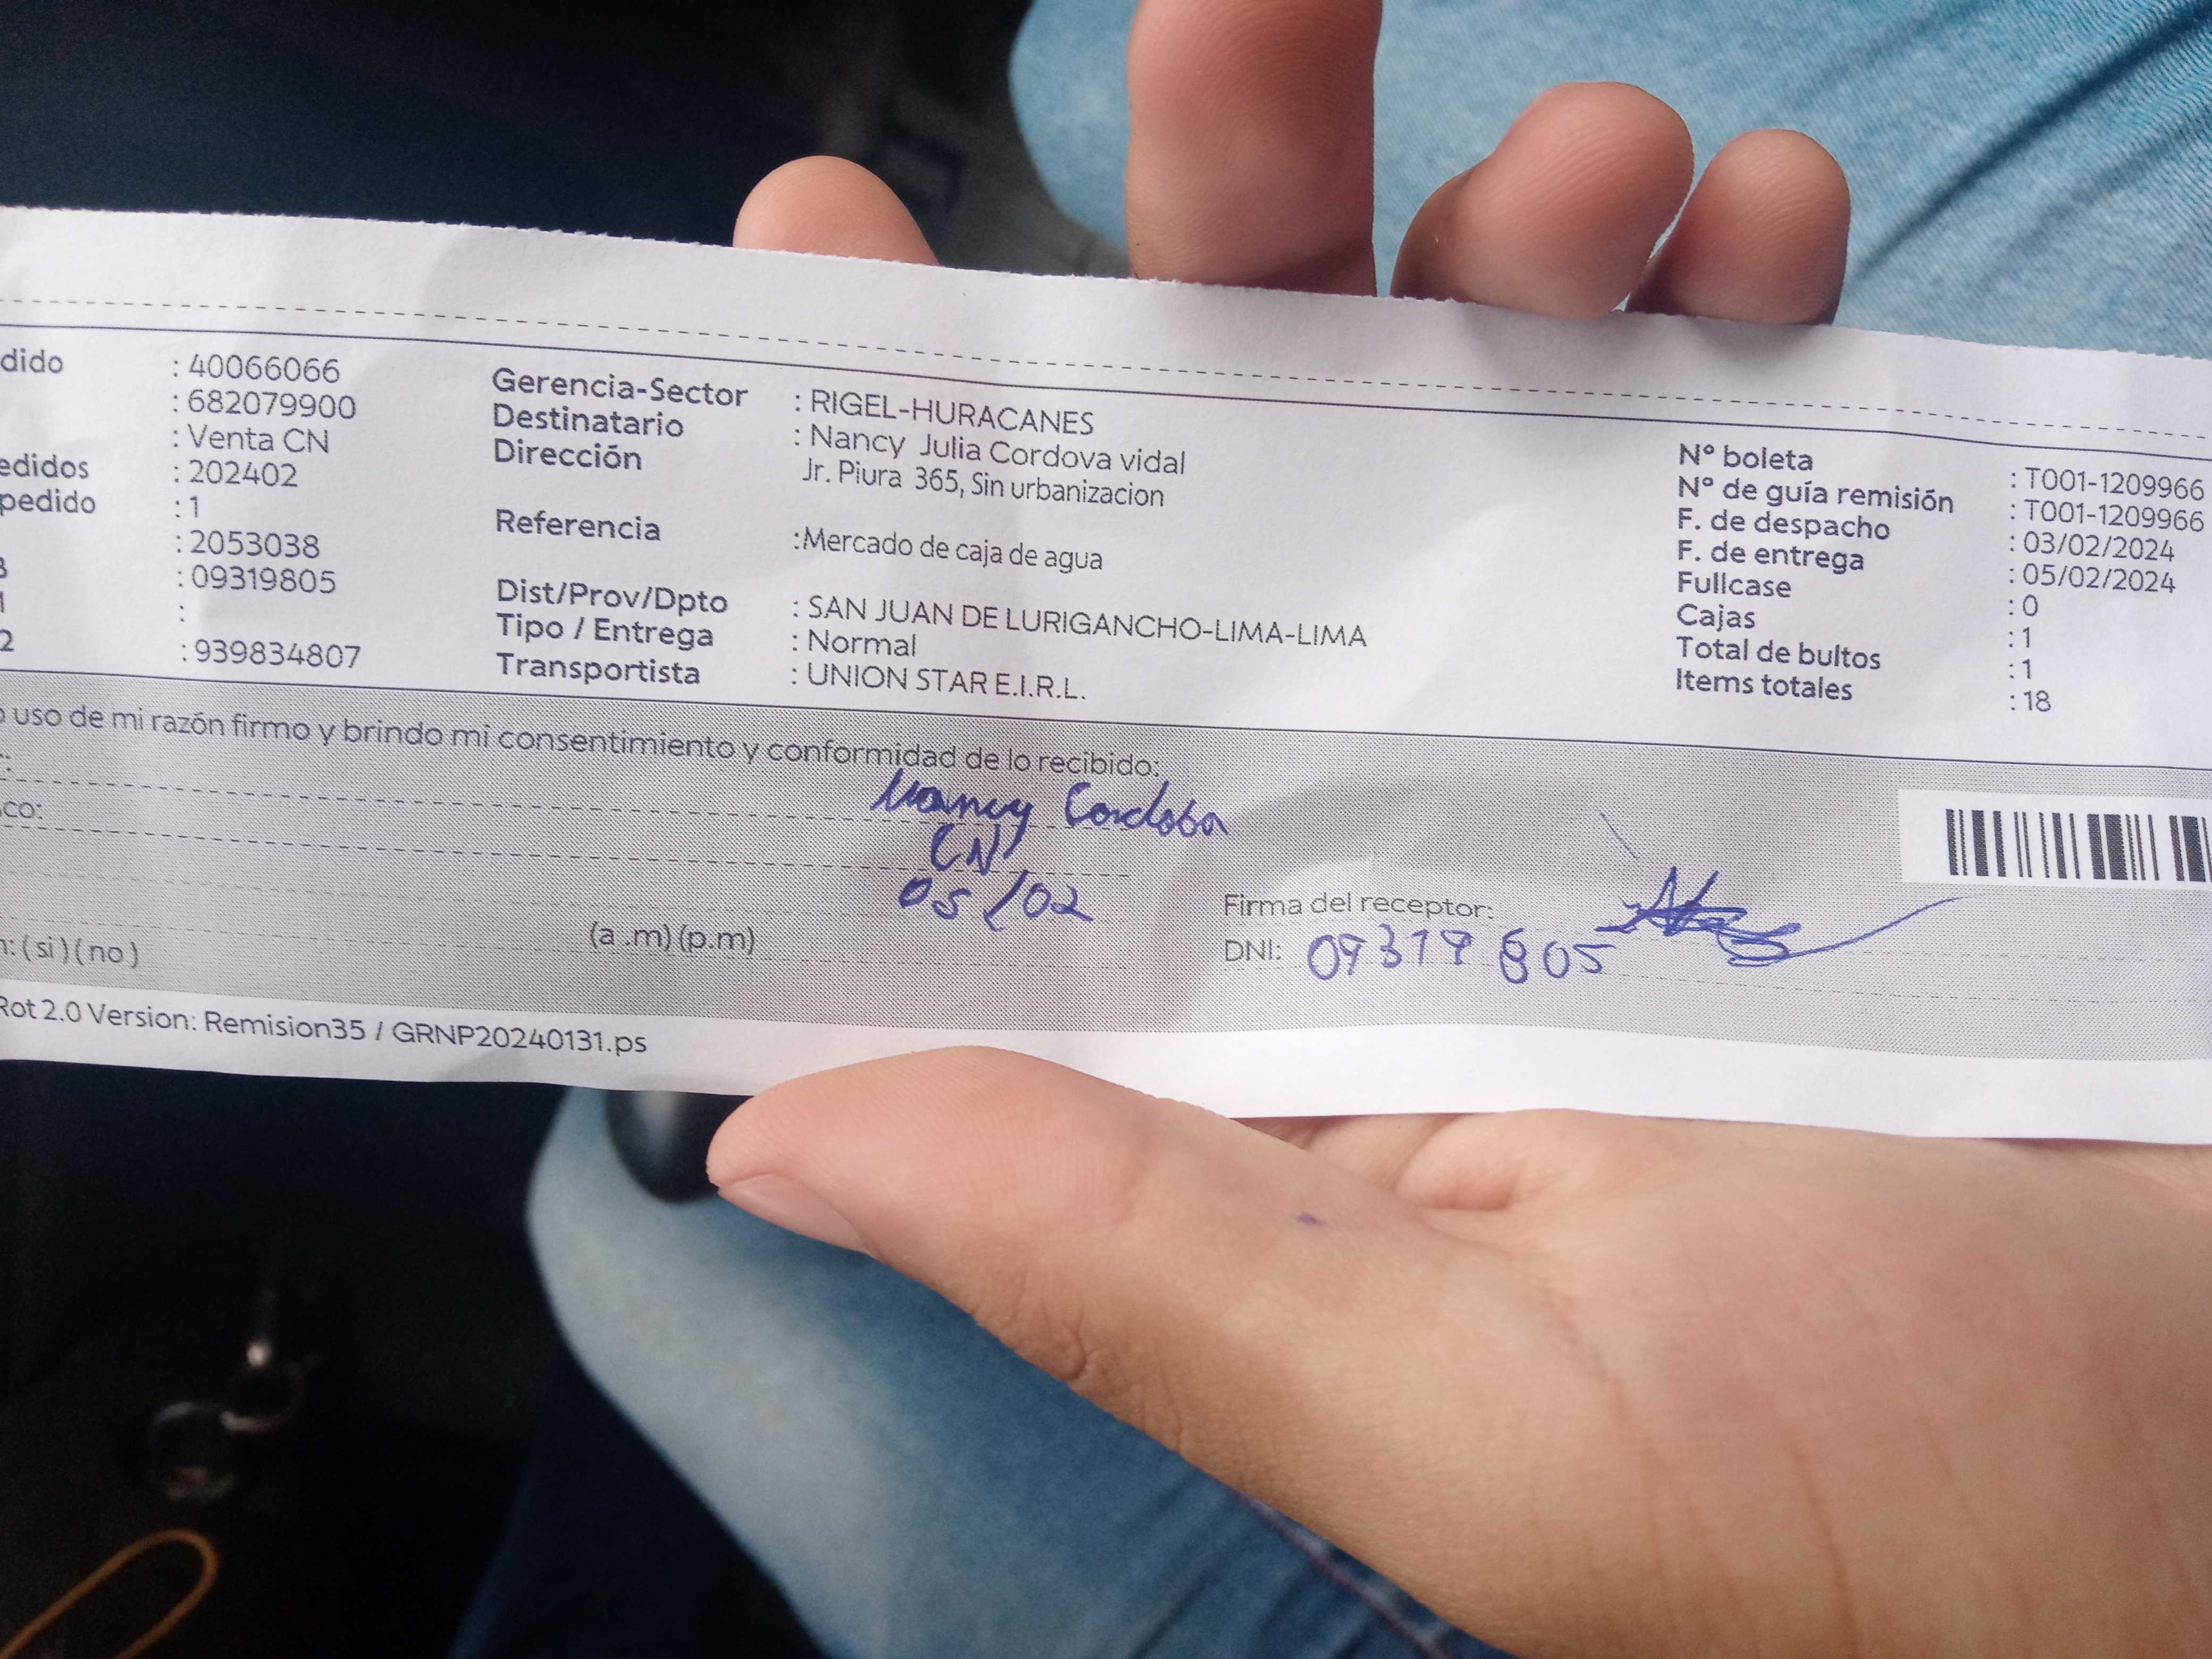 dido : 40066066
: 682079900
: Venta CN
edidos : 202402
pedido : 1
: 2053038
: 09319805
:
2 : 939834807
Gerencia-Sector : RIGEL-HURACANES
Destinatario : Nancy Julia Cordova vidal
Dirección Jr. Piura 365, Sin urbanizacion
Referencia :Mercado de caja de agua
Dist/Prov/Dpto : SAN JUAN DE LURIGANCHO-LIMA-LIMA
Tipo / Entrega : Normal
Transportista : UNION STAR E.I.R.L.
Nº boleta : T001-1209966
Nº de guía remisión : T001-1209966
F. de despacho : 03/02/2024
F. de entrega : 05/02/2024
Fullcase : 0
Cajas : 1
Total de bultos : 1
Items totales : 18
uso de mi razón firmo y brindo mi consentimiento y conformidad de lo recibido:
Nancy Cordoba
co:
CN
05/02
Firma del receptor:
(a .m) (p.m)
DNI: 09319805
: ( si ) ( no )
Rot 2.0 Version: Remision35 / GRNP20240131.ps